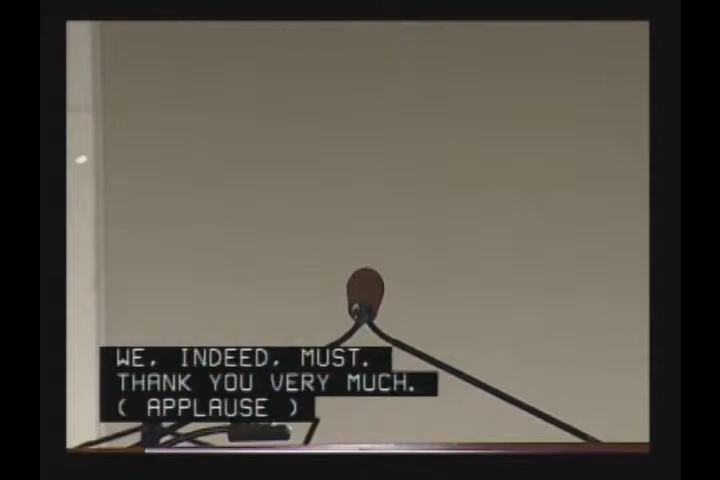 WE, INDEED, MUST.
THANK YOU VERY MUCH.
( APPLAUSE )